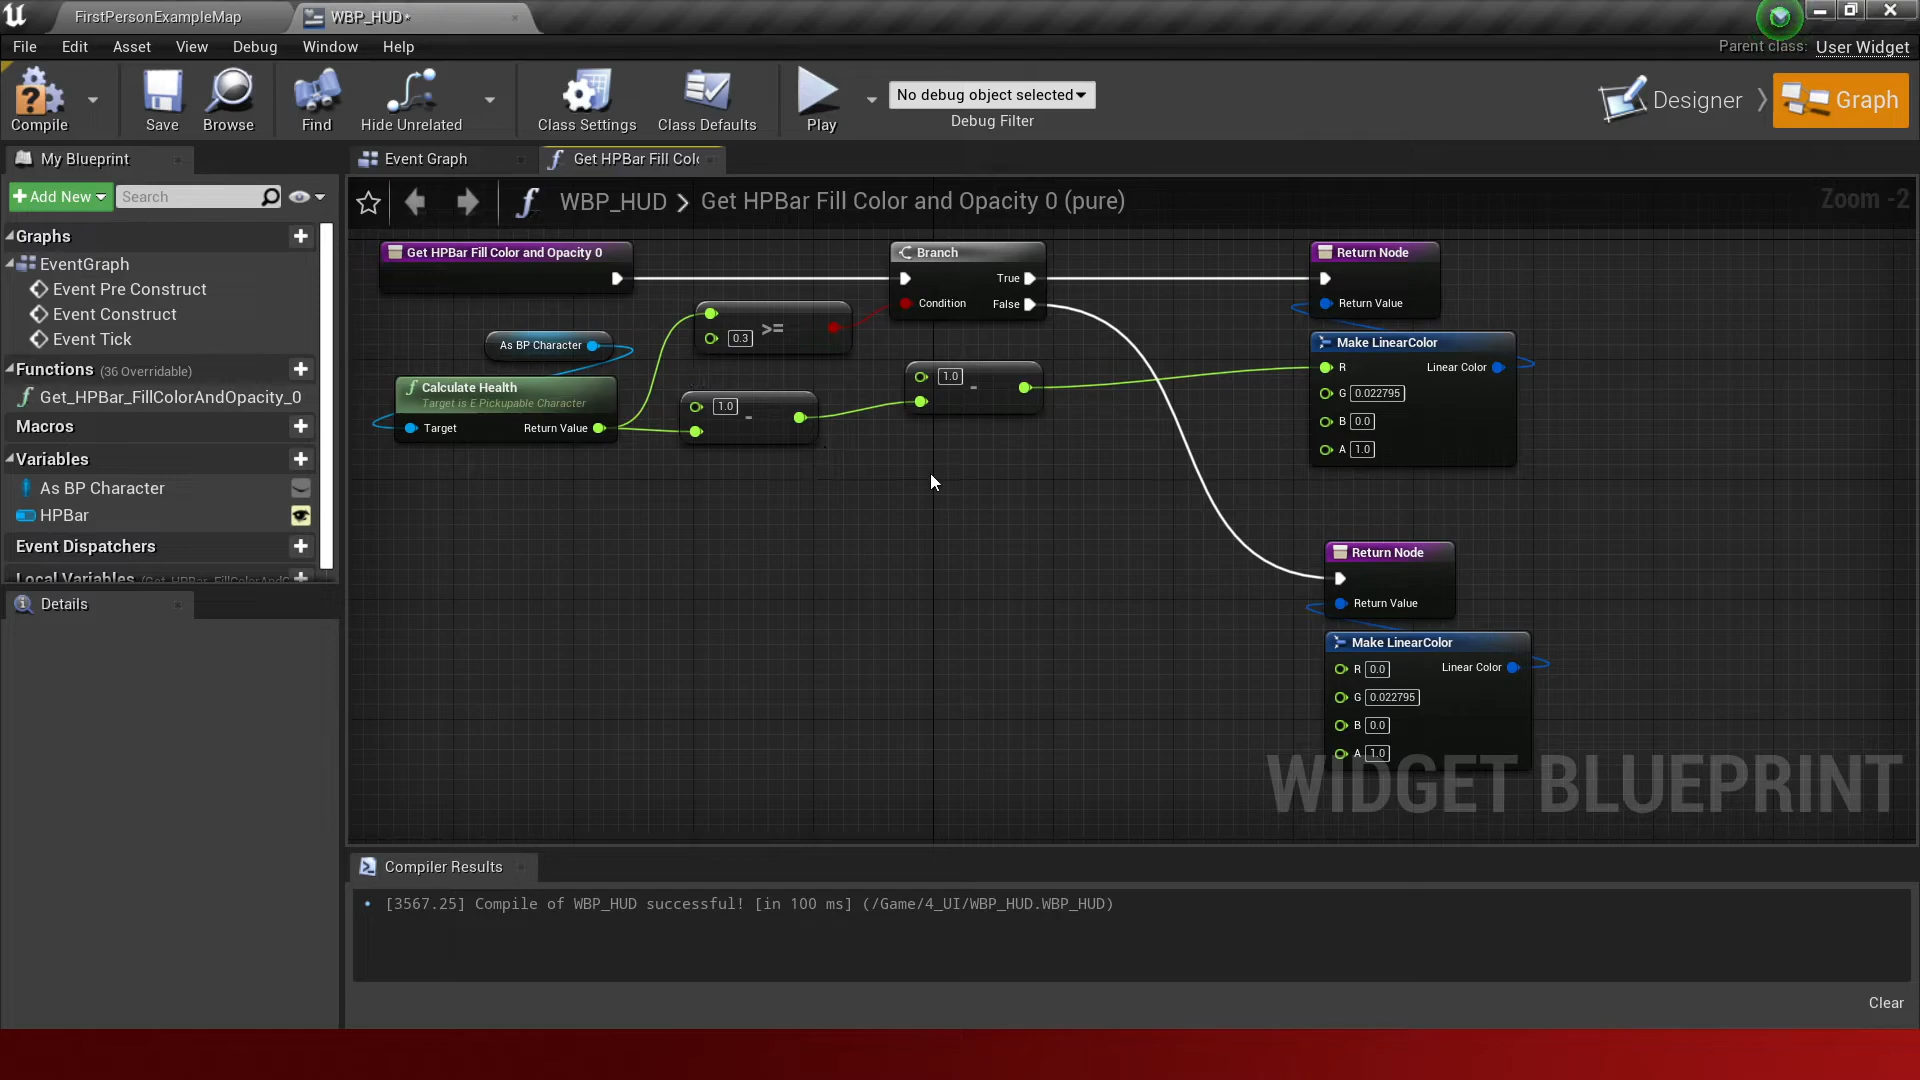 FirstPersonExampleMap
WBP_HUD*
File Edit Asset View Debug Window Help
Parent class: User Widget
Compile
Save
Browse
Find
Hide Unrelated
Class Settings
Class Defaults
Play
No debug object selected
Debug Filter
Designer
Graph
My Blueprint
Event Graph
Get HPBar Fill Colo
Add New
Search
WBP_HUD > Get HPBar Fill Color and Opacity 0 (pure)
Zoom -2
Graphs
EventGraph
Event Pre Construct
Event Construct
Event Tick
Functions (36 Overridable)
Get_HPBar_FillColorAndOpacity_0
Macros
Variables
As BP Character
HPBar
Event Dispatchers
Local Variables (Get_HPBar_FillColorAndO
Details
Get HPBar Fill Color and Opacity 0
Branch
True
Condition
False
Return Node
Return Value
>=
0.3
As BP Character
Calculate Health
Target is E Pickupable Character
Target
Return Value
1.0
-
1.0
-
Make LinearColor
R
Linear Color
G 0.022795
B 0.0
A 1.0
Return Node
Return Value
Make LinearColor
R 0.0
Linear Color
G 0.022795
B 0.0
A 1.0
WIDGET BLUEPRINT
Compiler Results
[3567.25] Compile of WBP_HUD successful! [in 100 ms] (/Game/4_UI/WBP_HUD.WBP_HUD)
Clear